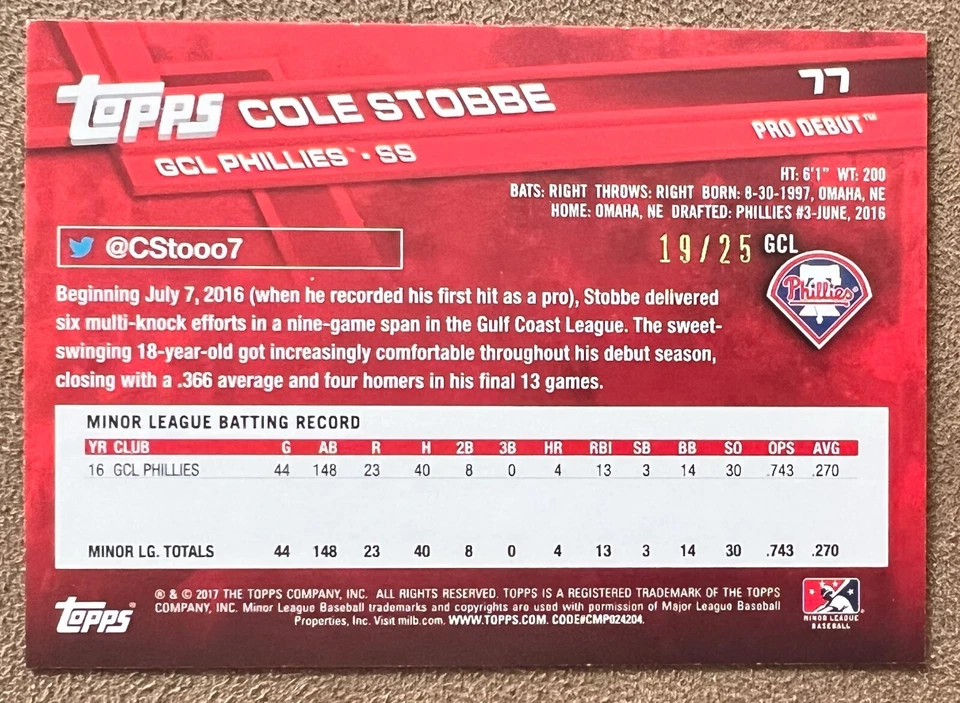 topps COLE STOBBE 77
GCL PHILLIES™ • SS PRO DEBUT™
HT: 6'1" WT: 200
BATS: RIGHT THROWS: RIGHT BORN: 8-30-1997, OMAHA, NE
HOME: OMAHA, NE DRAFTED: PHILLIES #3-JUNE, 2016
@CStooo7 19/25 GCL
Phillies
Beginning July 7, 2016 (when he recorded his first hit as a pro), Stobbe delivered
six multi-knock efforts in a nine-game span in the Gulf Coast League. The sweet-
swinging 18-year-old got increasingly comfortable throughout his debut season,
closing with a .366 average and four homers in his final 13 games.
MINOR LEAGUE BATTING RECORD
YR CLUB G AB R H 2B 3B HR RBI SB BB SO OPS AVG
16 GCL PHILLIES 44 148 23 40 8 0 4 13 3 14 30 .743 .270
MINOR LG. TOTALS 44 148 23 40 8 0 4 13 3 14 30 .743 .270
topps®
® & © 2017 THE TOPPS COMPANY, INC. ALL RIGHTS RESERVED. TOPPS IS A REGISTERED TRADEMARK OF THE TOPPS
COMPANY, INC. Minor League Baseball trademarks and copyrights are used with permission of Major League Baseball
Properties, Inc. Visit milb.com. WWW.TOPPS.COM. CODE#CMP024204.
MINOR LEAGUE
BASEBALL